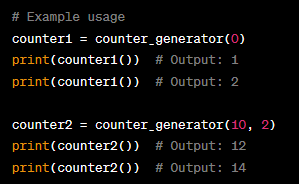 # Example usage
counter1 = counter_generator(0)
print(counter1())  # Output: 1
print(counter1())  # Output: 2

counter2 = counter_generator(10, 2)
print(counter2())  # Output: 12
print(counter2())  # Output: 14